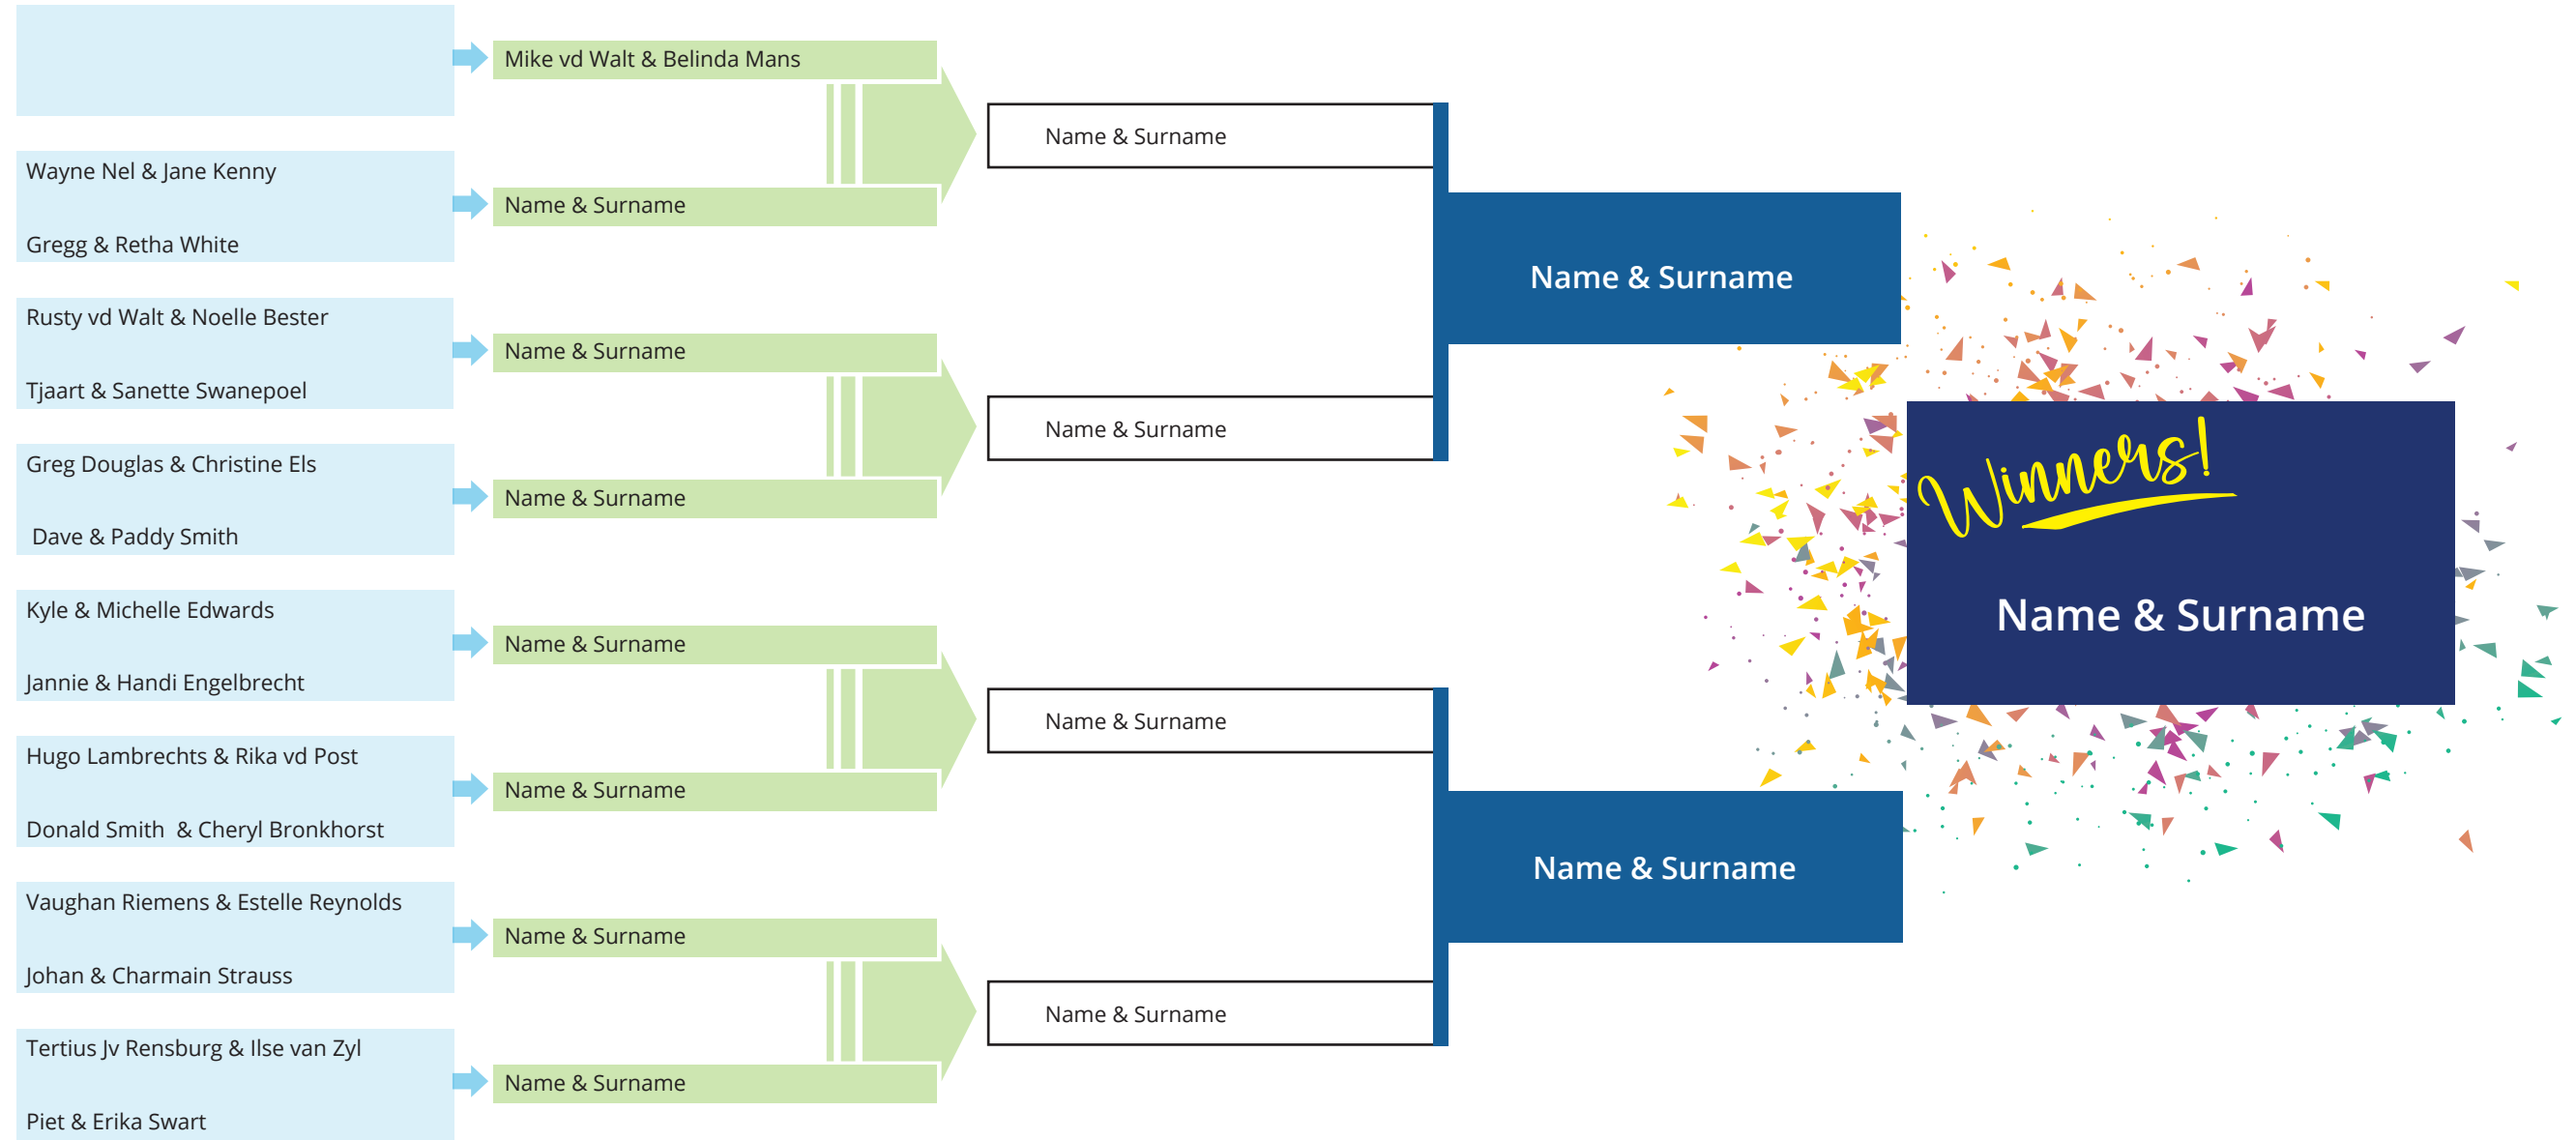 Wayne Nel & Jane Kenny
Gregg & Retha White
Rusty vd Walt & Noelle Bester
Tjaart & Sanette Swanepoel
Greg Douglas & Christine Els
Dave & Paddy Smith
Kyle & Michelle Edwards
Jannie & Handi Engelbrecht
Hugo Lambrechts & Rika vd Post
Donald Smith  & Cheryl Bronkhorst
Vaughan Riemens & Estelle Reynolds
Johan & Charmain Strauss
Tertius Jv Rensburg & Ilse van Zyl
Piet & Erika Swart
Mike vd Walt & Belinda Mans
Name & Surname
Name & Surname
Name & Surname
Name & Surname
Name & Surname
Name & Surname
Name & Surname
Name & Surname
Name & Surname
Name & Surname
Name & Surname
Name & Surname
Name & Surname
Winners!
Name & Surname